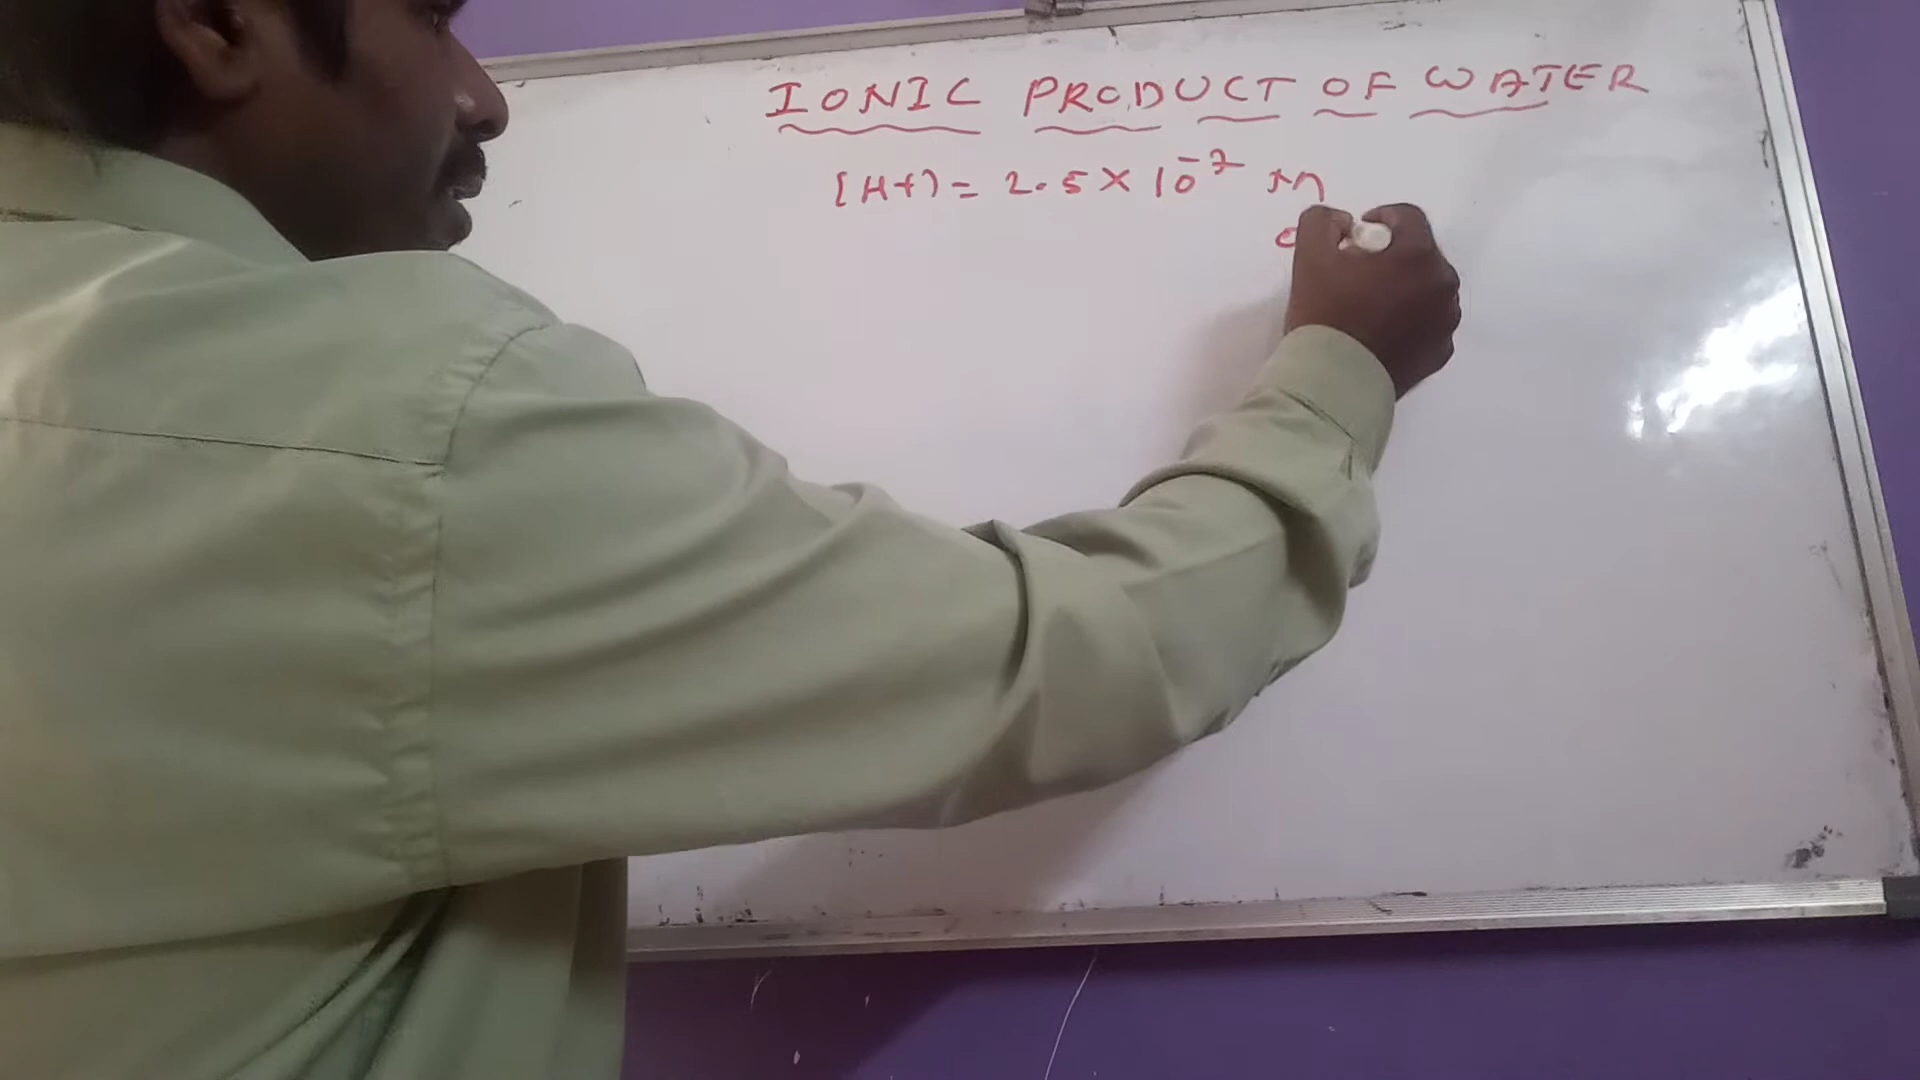 IONIC PRODUCT OF WATER
[H+) = 2.5 × 10⁻⁷ M